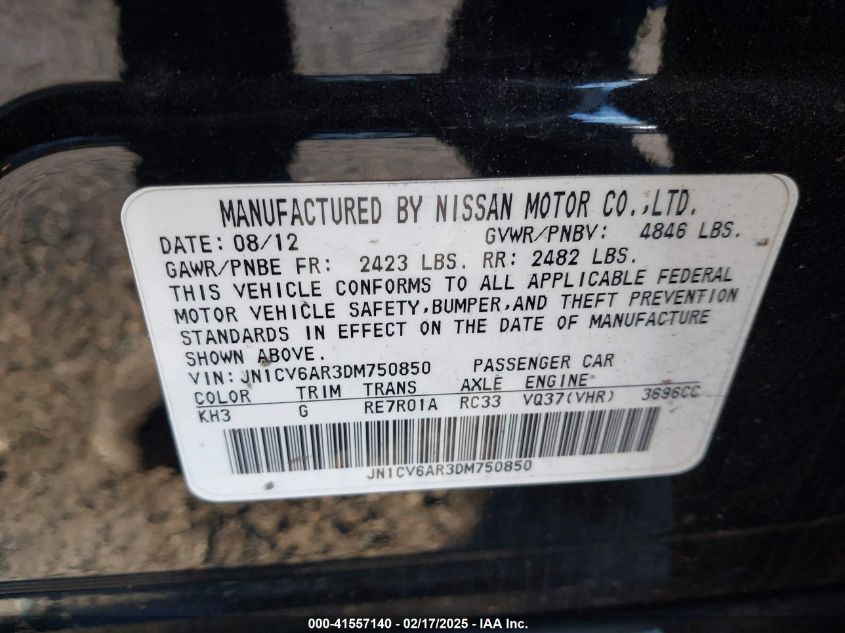 MANUFACTURED BY NISSAN MOTOR CO.,LTD.
DATE: 08/12 GVWR/PNBV: 4846 LBS.
GAWR/PNBE FR: 2423 LBS. RR: 2482 LBS.
THIS VEHICLE CONFORMS TO ALL APPLICABLE FEDERAL
MOTOR VEHICLE SAFETY,BUMPER,AND THEFT PREVENTION
STANDARDS IN EFFECT ON THE DATE OF MANUFACTURE
SHOWN ABOVE.
VIN: JN1CV6AR3DM750850 PASSENGER CAR
COLOR TRIM TRANS AXLE ENGINE
KH3 G RE7R01A RC33 VQ37(VHR) 3696CC
JN1CV6AR3DM750850
000-41557140 - 02/17/2025 - IAA Inc.